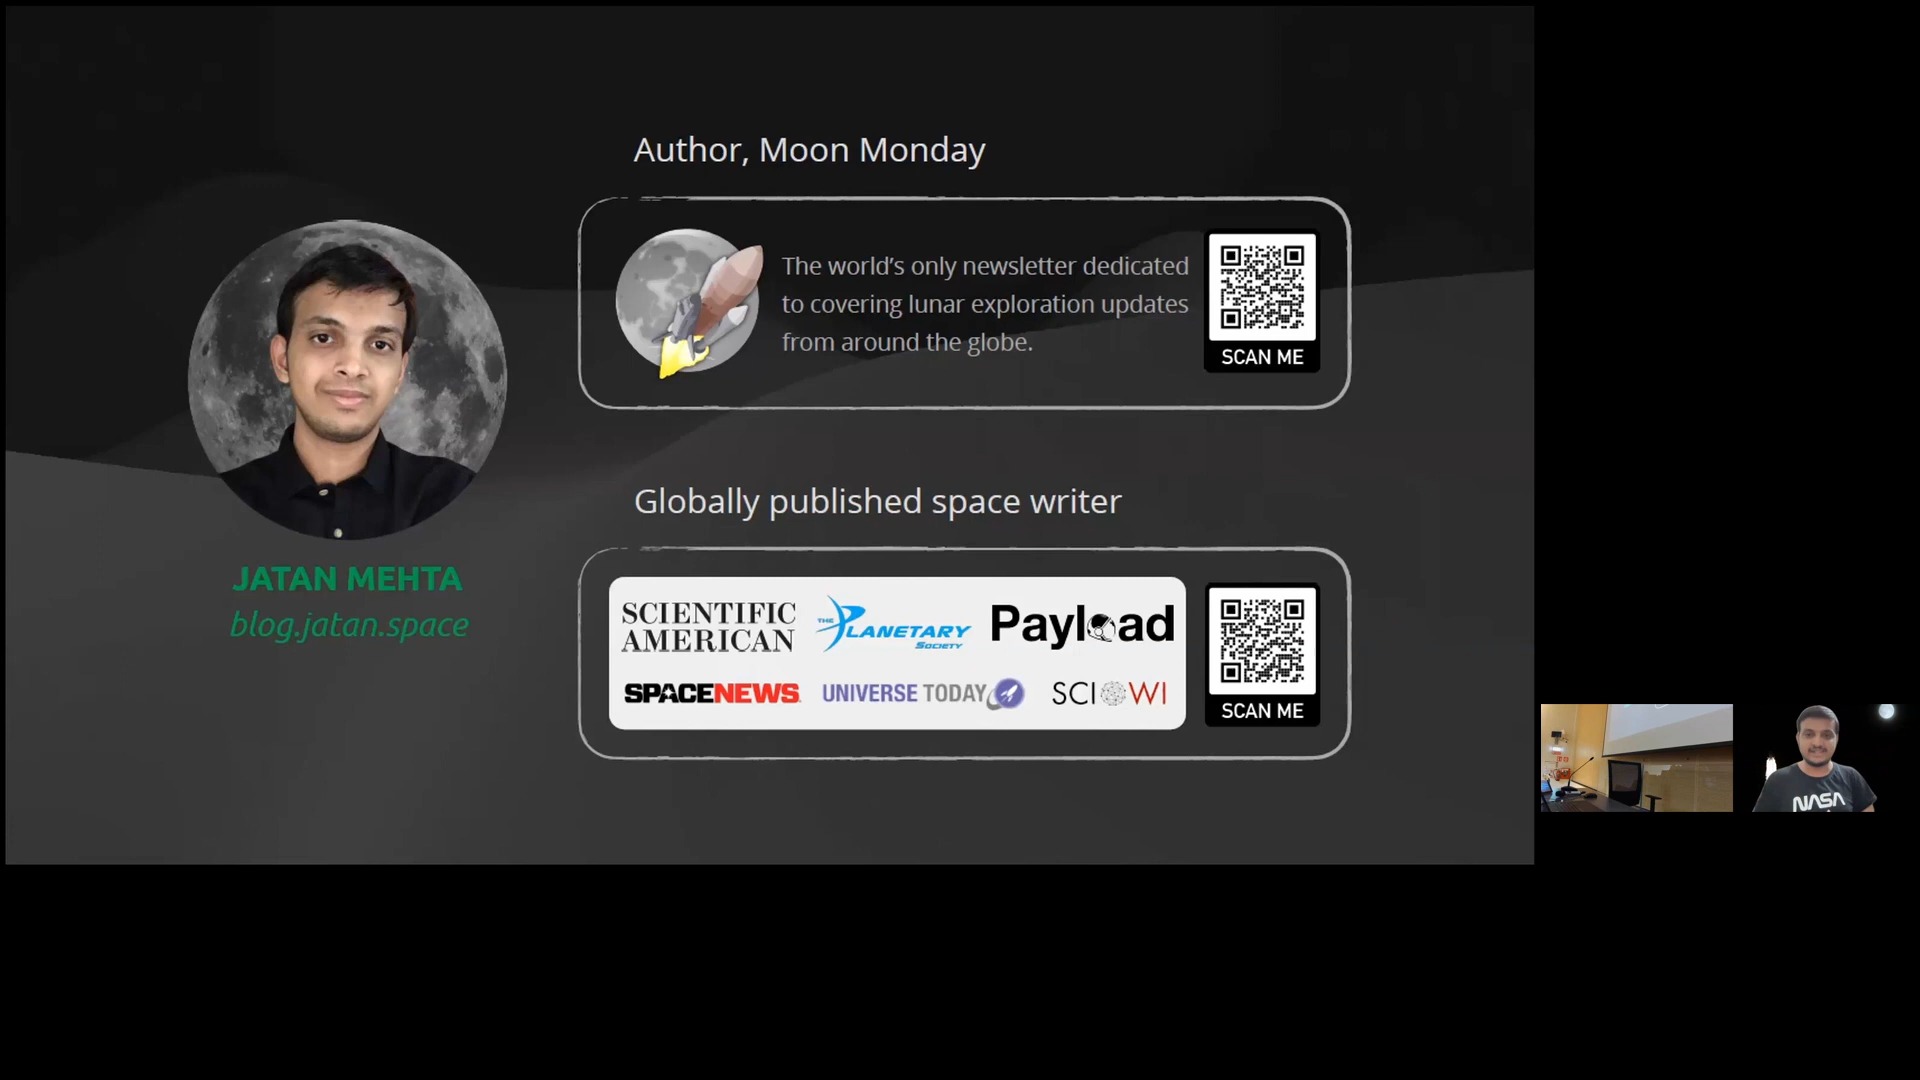 Author, Moon Monday
The world's only newsletter dedicated
to covering lunar exploration updates
from around the globe.
SCAN ME
JATAN MEHTA
blog.jatan.space
Globally published space writer
SCIENTIFIC
AMERICAN
THE PLANETARY
SOCIETY
Payload
SPACENEWS
UNIVERSE TODAY
SCIOWI
SCAN ME
NASA